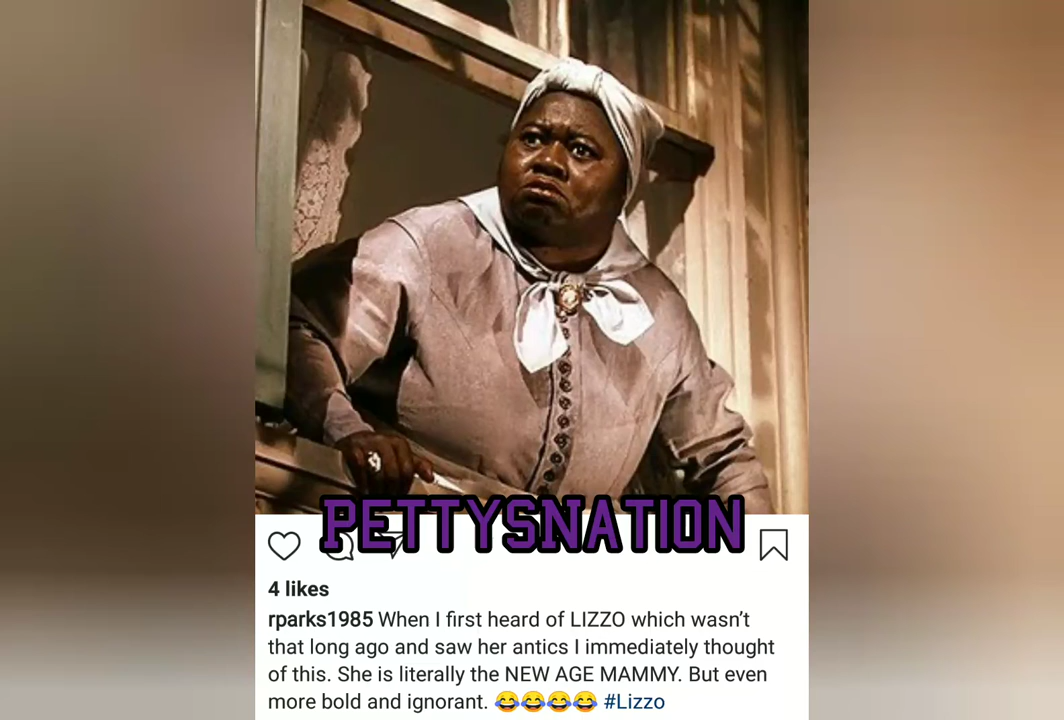 PETTYSNATION
4 likes
rparks1985 When I first heard of LIZZO which wasn't
that long ago and saw her antics I immediately thought
of this. She is literally the NEW AGE MAMMY. But even
more bold and ignorant. 😂😂😂😂 #Lizzo